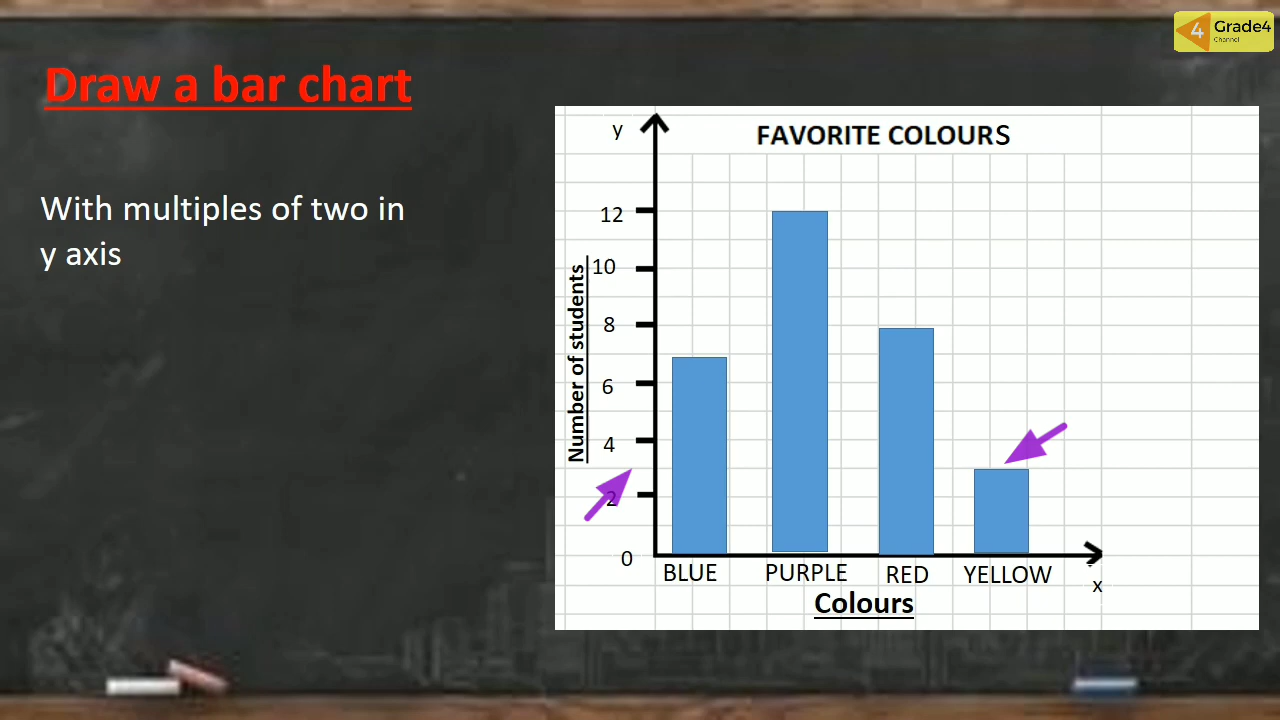 4 Grade4
Channel
Draw a bar chart
With multiples of two in
y axis
y
FAVORITE COLOURS
12
10
8
6
4
2
0
Number of students
BLUE PURPLE RED YELLOW
x
Colours